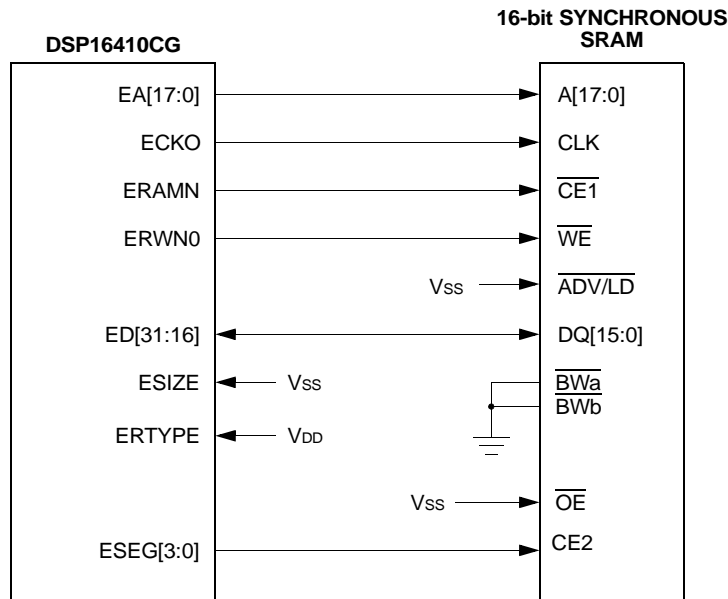 16-bit SYNCHRONOUS
SRAM
DSP16410CG
EA[17:0] A[17:0]
ECKO CLK
ERAMN CE1
ERWN0 WE
VSS ADV/LD
ED[31:16] DQ[15:0]
ESIZE VSS BWa
BWb
ERTYPE VDD
VSS OE
ESEG[3:0] CE2